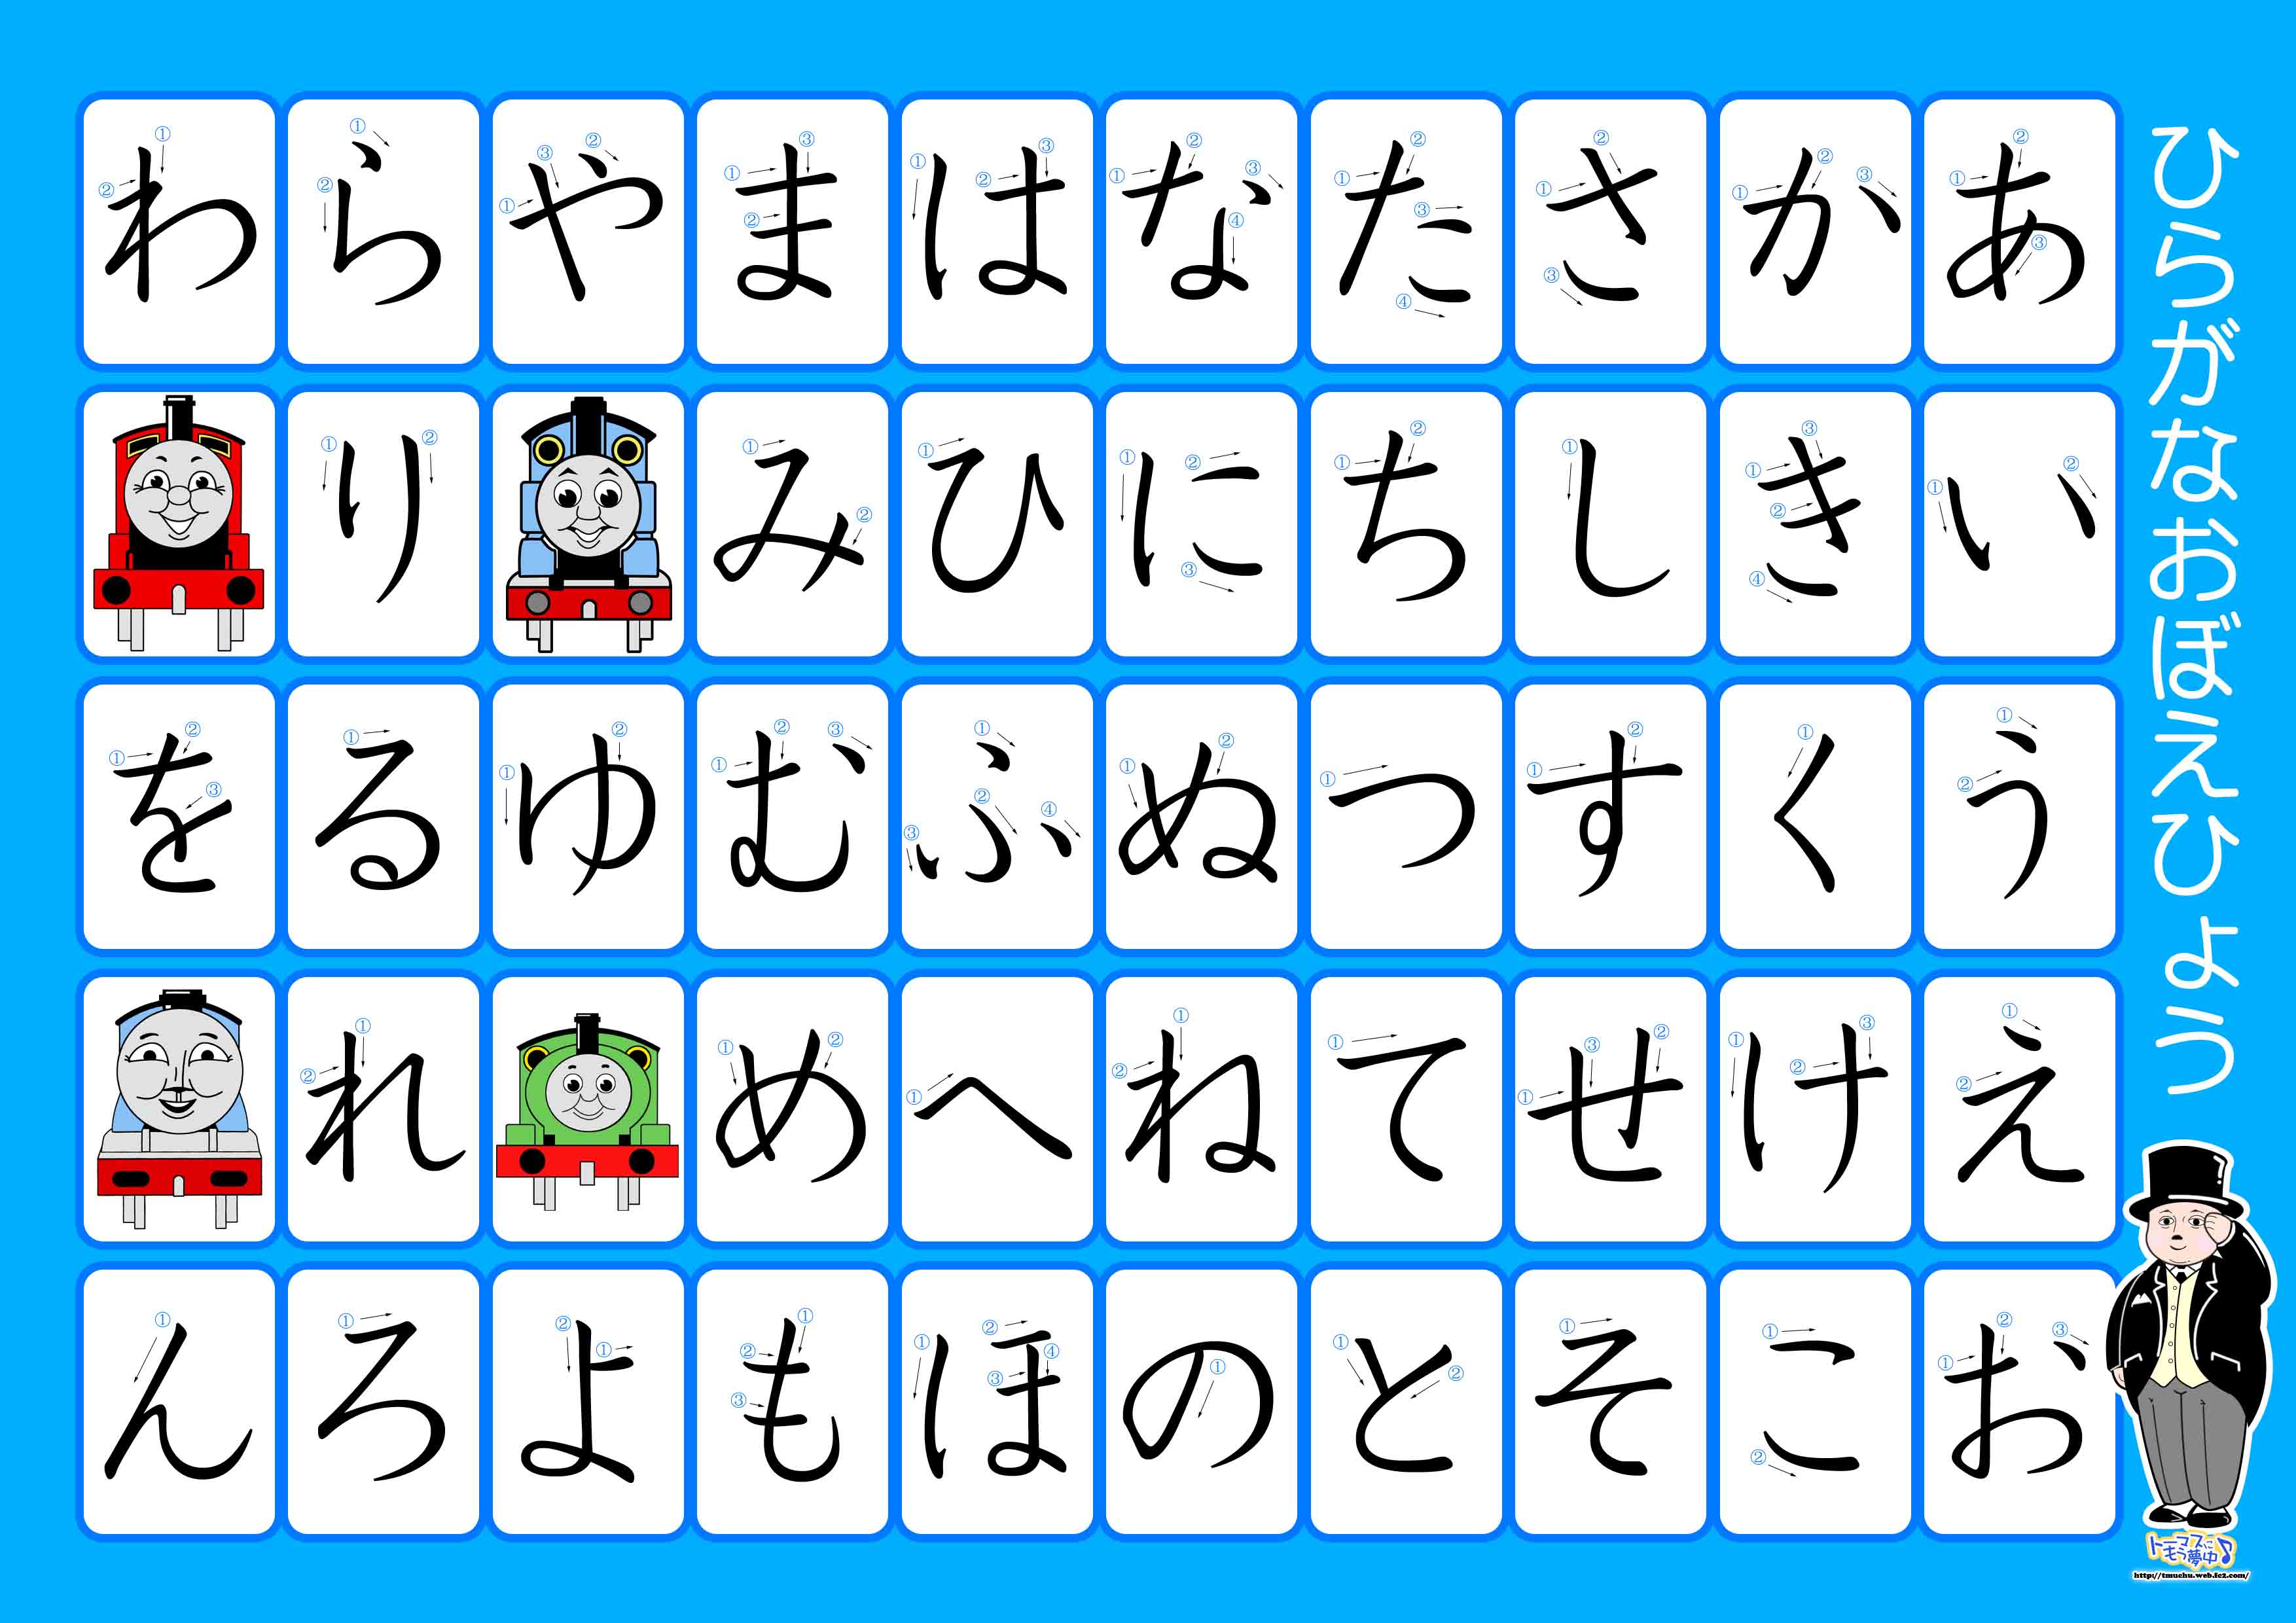 ひらがなおぼえひょう
あいうえお
かきくけこ
さしすせそ
たちつてと
なにぬねの
はひふへほ
まみむめも
やゆよ
らりるれろ
わをん
トーマスに
もう夢中♪
http://tmuchu.web.fc2.com/